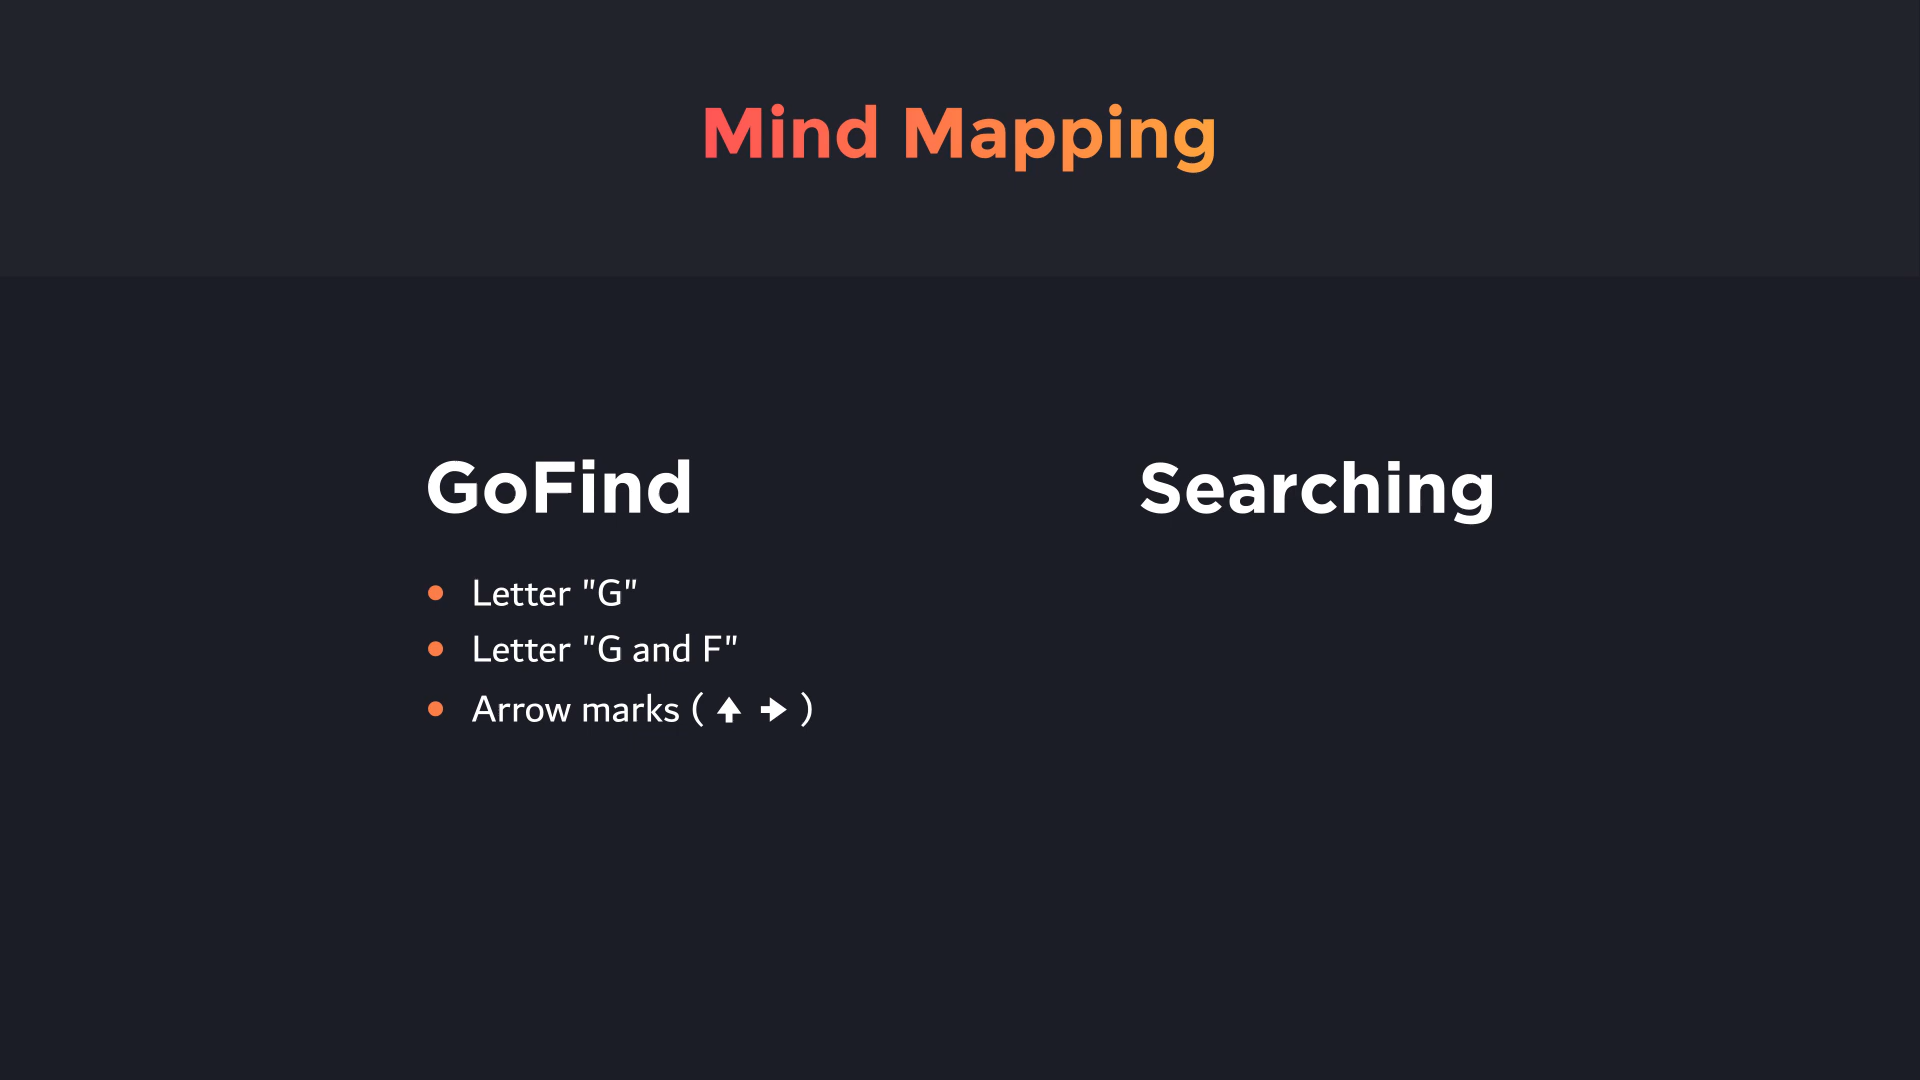 Mind Mapping
GoFind
Letter "G"
Letter "G and F"
Arrow marks ( ⬆ ➡ )
Searching